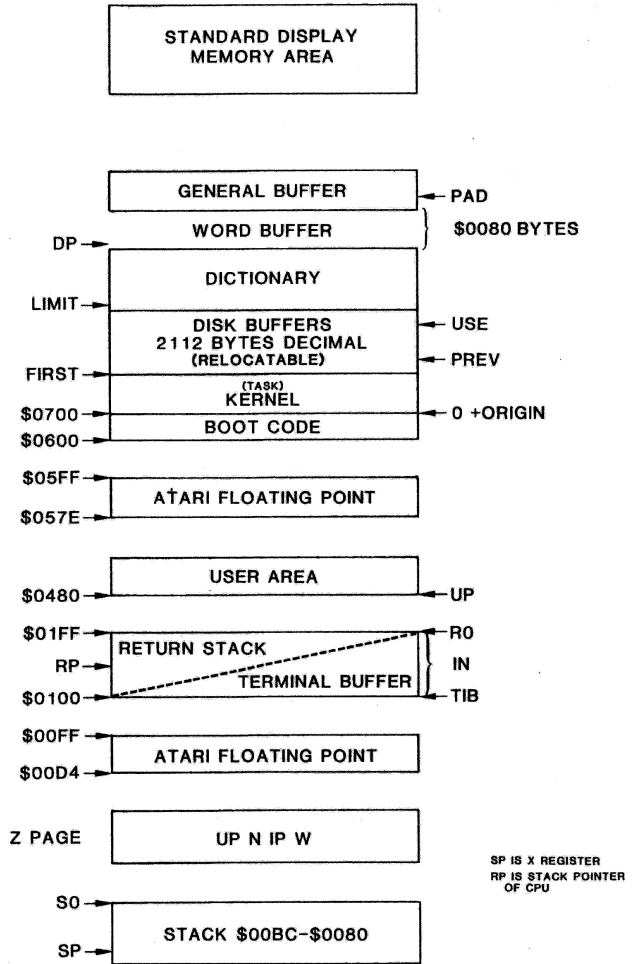 STANDARD DISPLAY
MEMORY AREA
GENERAL BUFFER
PAD
WORD BUFFER
$0080 BYTES
DP
DICTIONARY
LIMIT
DISK BUFFERS
USE
2112 BYTES DECIMAL
(RELOCATABLE)
PREV
FIRST
(TASK)
KERNEL
$0700
0 +ORIGIN
BOOT CODE
$0600
$05FF
ATARI FLOATING POINT
$057E
USER AREA
$0480
UP
$01FF
R0
RETURN STACK
RP
IN
TERMINAL BUFFER
$0100
TIB
$00FF
ATARI FLOATING POINT
$00D4
Z PAGE
UP N IP W
SP IS X REGISTER
RP IS STACK POINTER
OF CPU
S0
STACK $00BC-$0080
SP